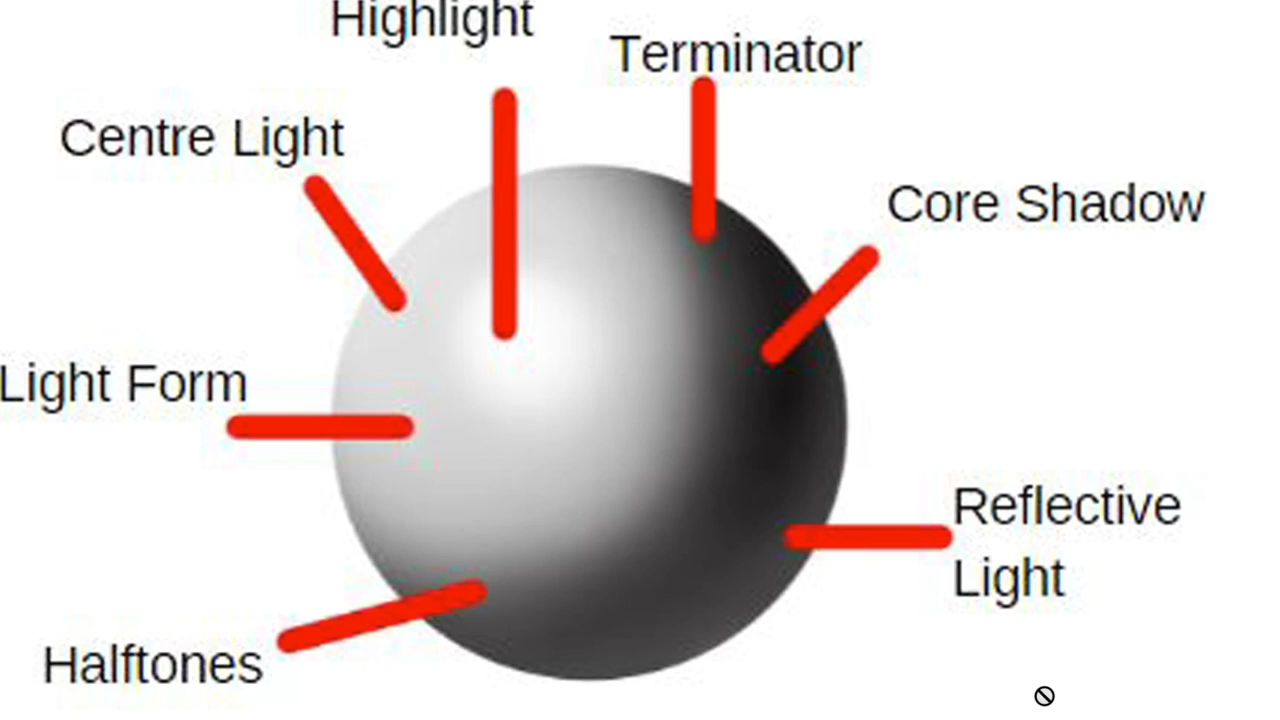 Highlight
Terminator
Centre Light
Core Shadow
Light Form
Reflective
Light
Halftones